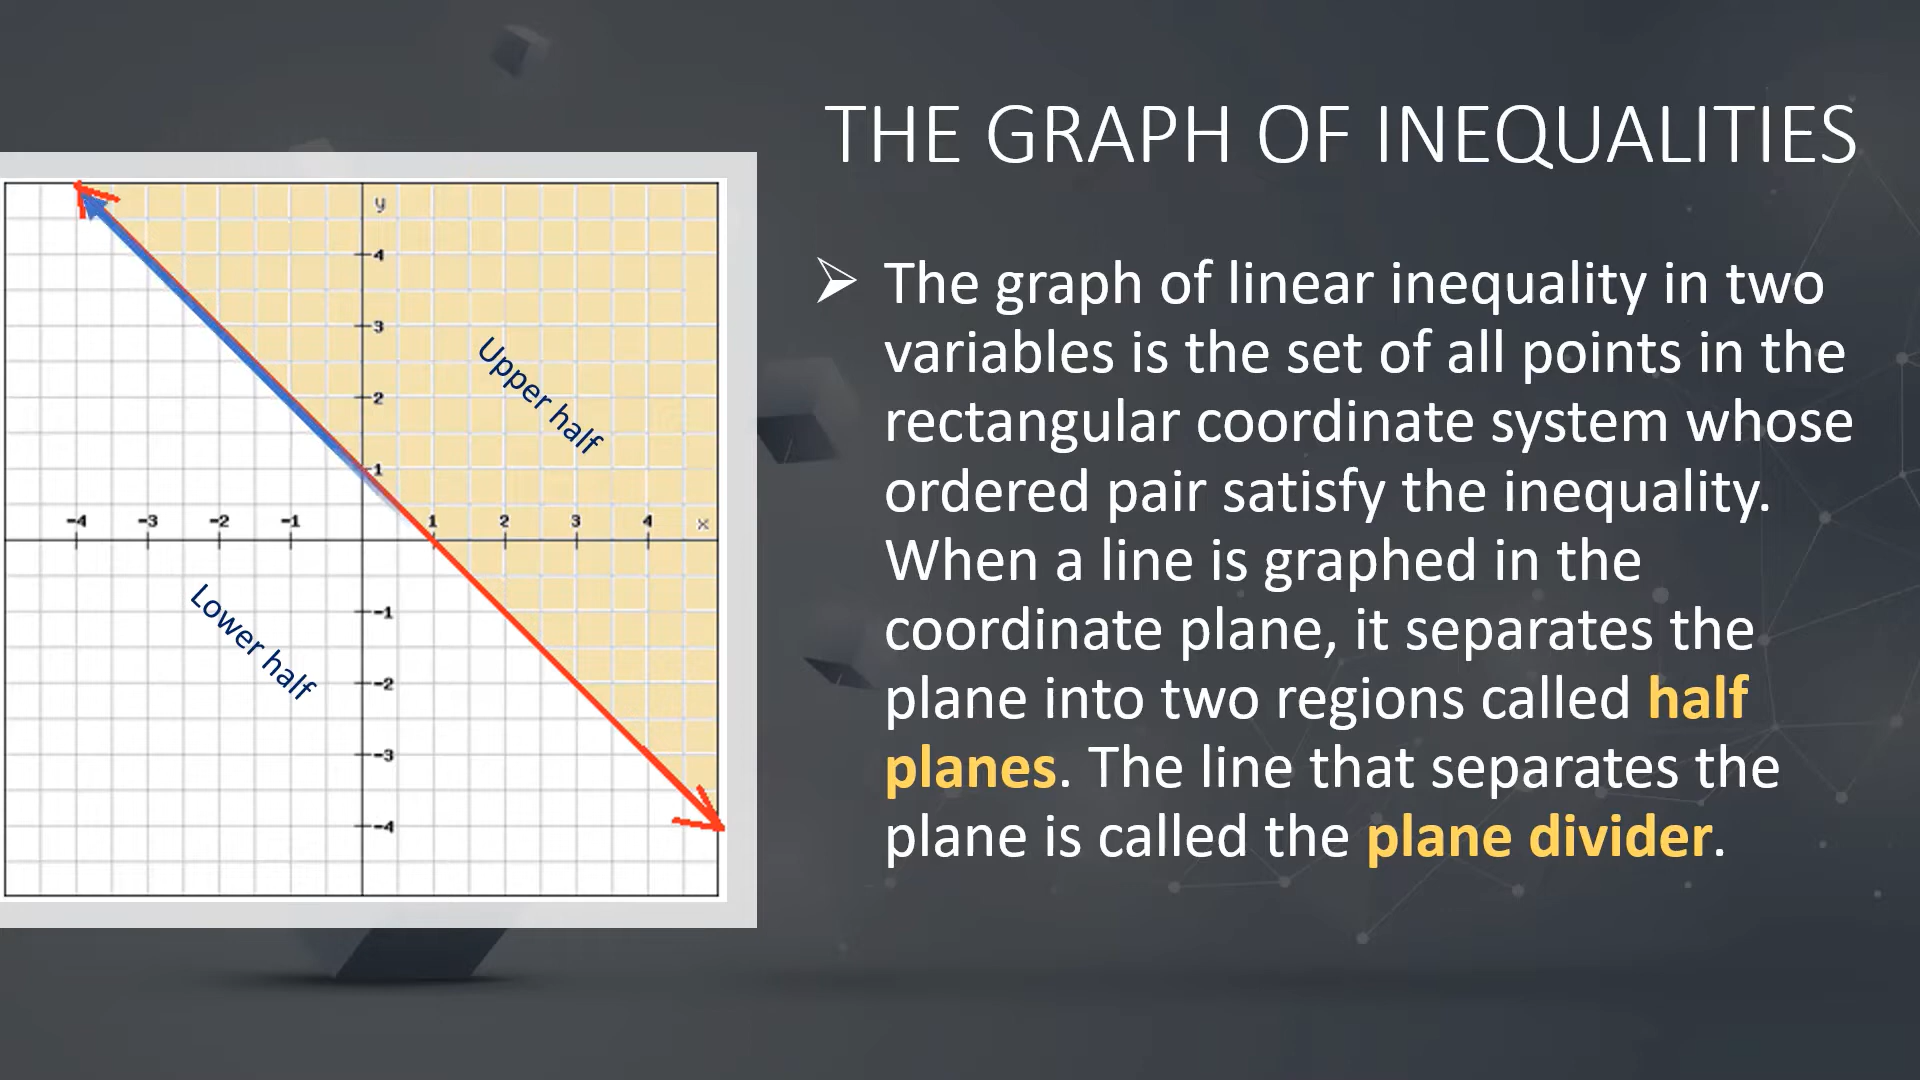 THE GRAPH OF INEQUALITIES
The graph of linear inequality in two
variables is the set of all points in the
rectangular coordinate system whose
ordered pair satisfy the inequality.
When a line is graphed in the
coordinate plane, it separates the
plane into two regions called half
planes. The line that separates the
plane is called the plane divider.
y
4
3
2
1
-4 -3 -2 -1 1 2 3 4 x
-1
-2
-3
-4
Upper half
Lower half